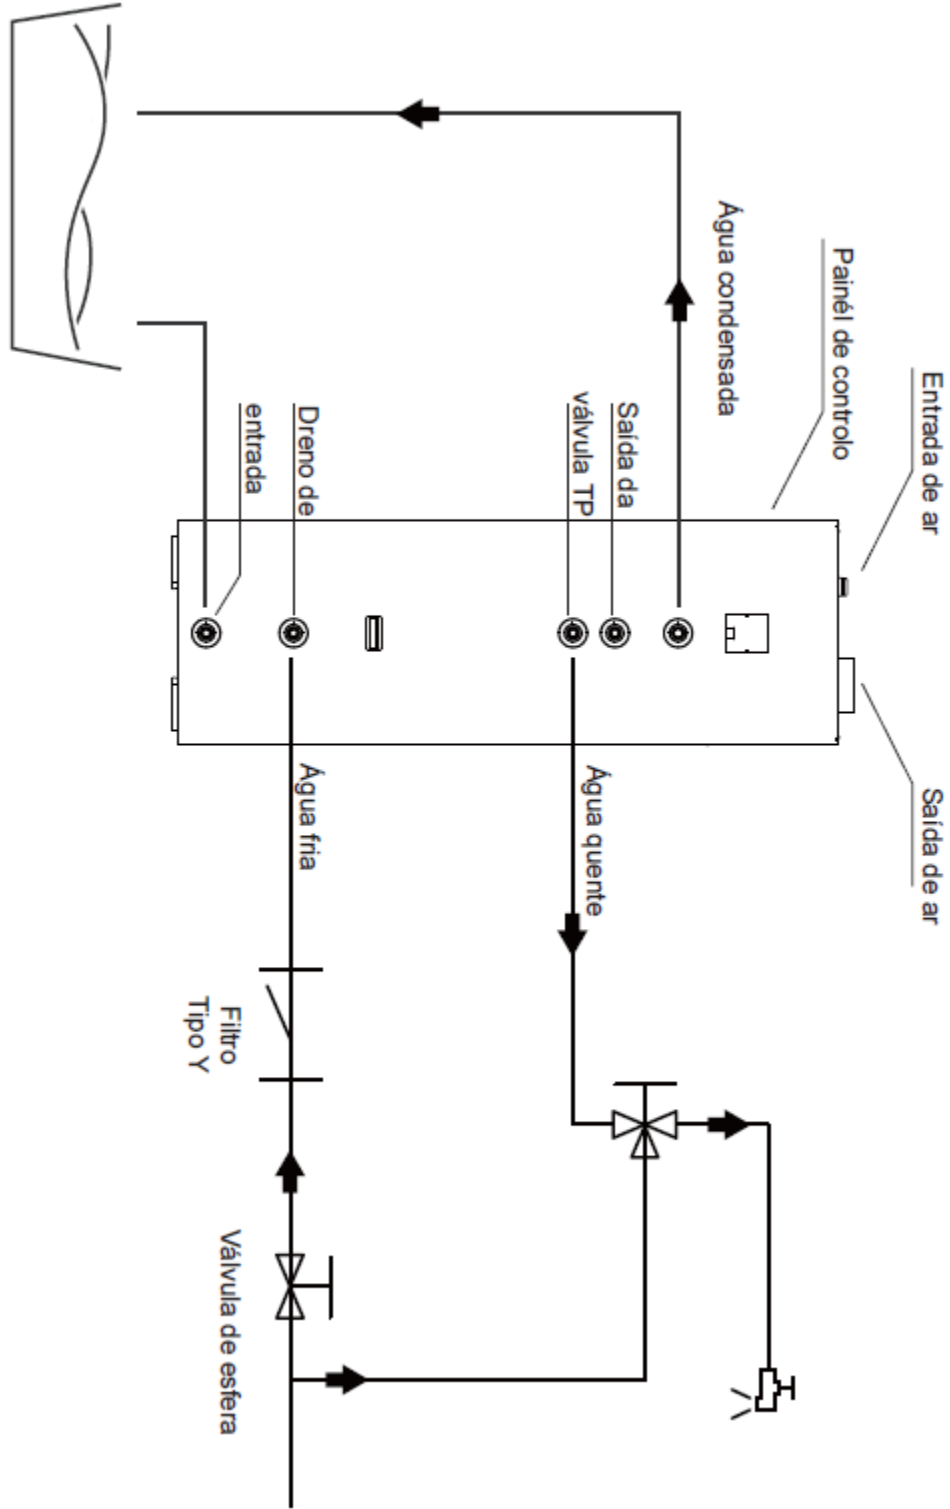 Entrada de ar
Saída de ar
Painél de controlo
Água condensada
Saída da
válvula TP
Água quente
Dreno de
entrada
Água fria
Filtro
Tipo Y
Válvula de esfera